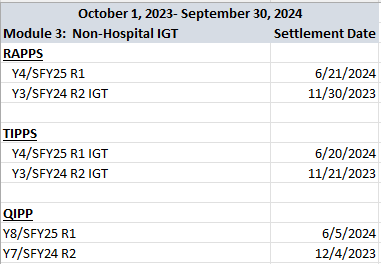 October 1, 2023- September 30, 2024
Module 3:  Non-Hospital IGT Settlement Date
RAPPS
Y4/SFY25 R1 6/21/2024
Y3/SFY24 R2 IGT 11/30/2023
TIPPS
Y4/SFY25 R1 IGT 6/20/2024
Y3/SFY24 R2 IGT 11/21/2023
QIPP
Y8/SFY25 R1 6/5/2024
Y7/SFY24 R2 12/4/2023